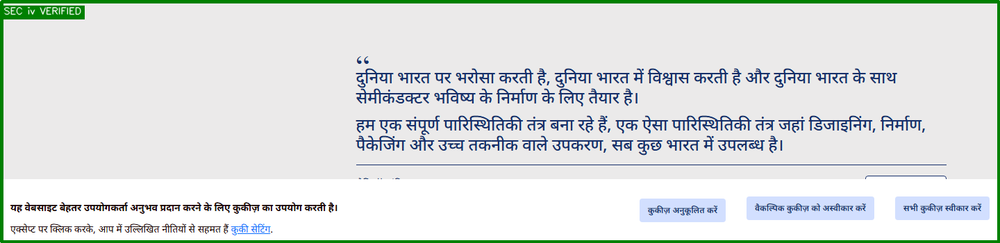 SEC iv VERIFIED
“
दुनिया भारत पर भरोसा करती है, दुनिया भारत में विश्वास करती है और दुनिया भारत के साथ
सेमीकंडक्टर भविष्य के निर्माण के लिए तैयार है।
हम एक संपूर्ण पारिस्थितिकी तंत्र बना रहे हैं, एक ऐसा पारिस्थितिकी तंत्र जहां डिजाइनिंग, निर्माण,
पैकेजिंग और उच्च तकनीक वाले उपकरण, सब कुछ भारत में उपलब्ध है।
यह वेबसाइट बेहतर उपयोगकर्ता अनुभव प्रदान करने के लिए कुकीज़ का उपयोग करती है।
एक्सेप्ट पर क्लिक करके, आप में उल्लिखित नीतियों से सहमत हैं कुकी सेटिंग.
कुकीज़ अनुकूलित करें
वैकल्पिक कुकीज़ को अस्वीकार करें
सभी कुकीज़ स्वीकार करें